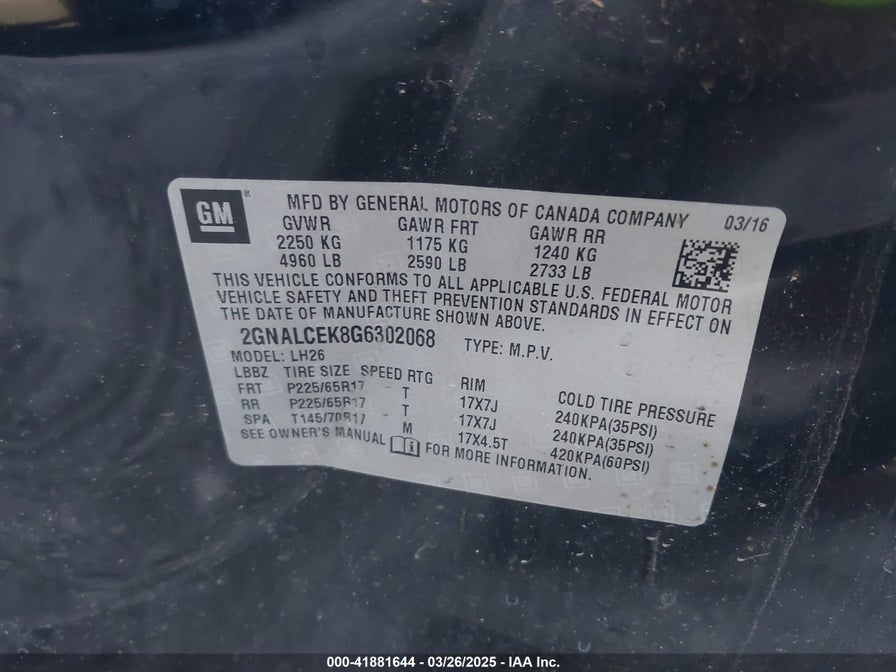 GM
MFD BY GENERAL MOTORS OF CANADA COMPANY 03/16
GVWR GAWR FRT GAWR RR
2250 KG 1175 KG 1240 KG
4960 LB 2590 LB 2733 LB
THIS VEHICLE CONFORMS TO ALL APPLICABLE U.S. FEDERAL MOTOR
VEHICLE SAFETY AND THEFT PREVENTION STANDARDS IN EFFECT ON
THE DATE OF MANUFACTURE SHOWN ABOVE.
2GNALCEK8G6302068 TYPE: M.P.V.
MODEL: LH26
LBBZ TIRE SIZE SPEED RTG RIM COLD TIRE PRESSURE
FRT P225/65R17 T 17X7J 240KPA(35PSI)
RR P225/65R17 T 17X7J 240KPA(35PSI)
SPA T145/70R17 M 17X4.5T 420KPA(60PSI)
SEE OWNER'S MANUAL FOR MORE INFORMATION.
000-41881644 - 03/26/2025 - IAA Inc.